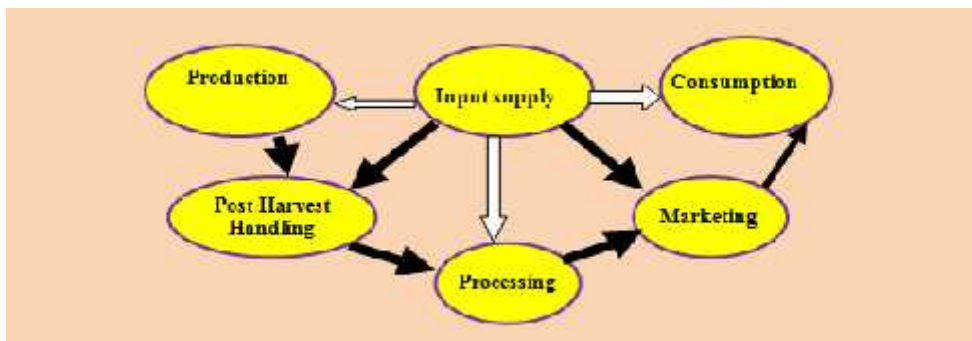 Production
Input supply
Consumption
Post Harvest
Handling
Marketing
Processing